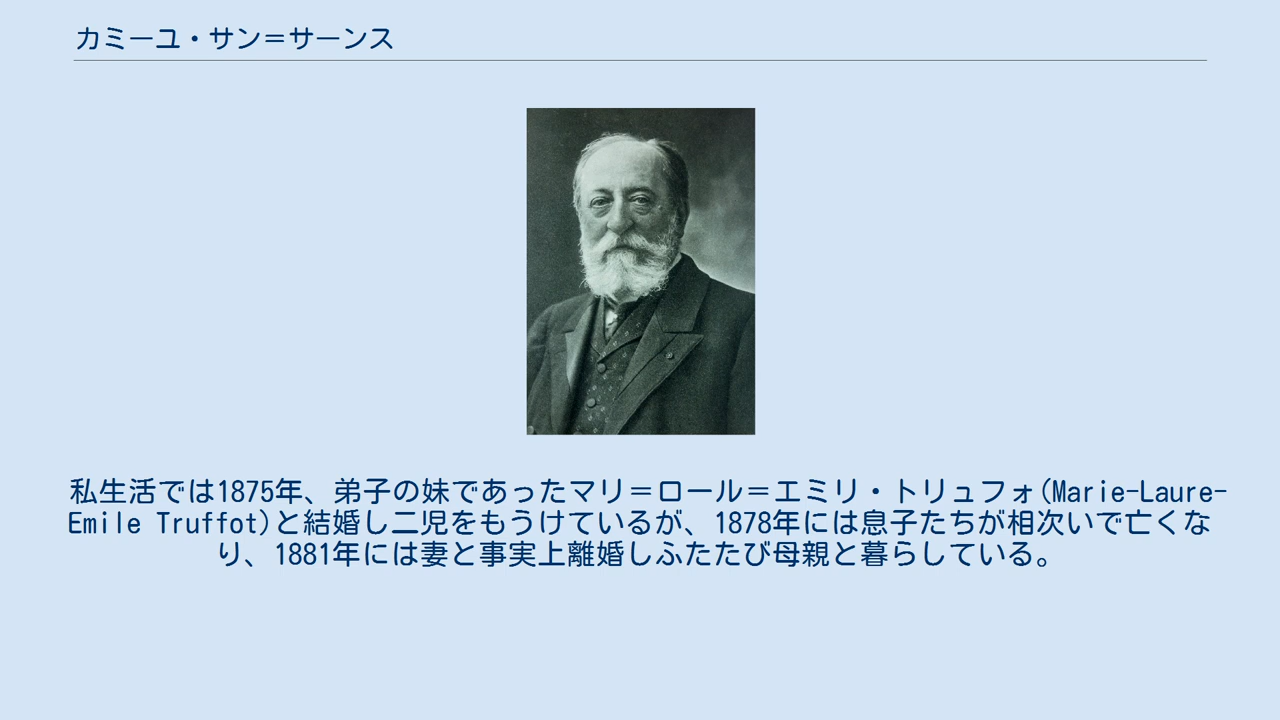 カミーユ・サン＝サーンス
私生活では1875年、弟子の妹であったマリ＝ロール＝エミリ・トリュフォ(Marie-Laure-
Emile Truffot)と結婚し二児をもうけているが、1878年には息子たちが相次いで亡くな
り、1881年には妻と事実上離婚しふたたび母親と暮らしている。